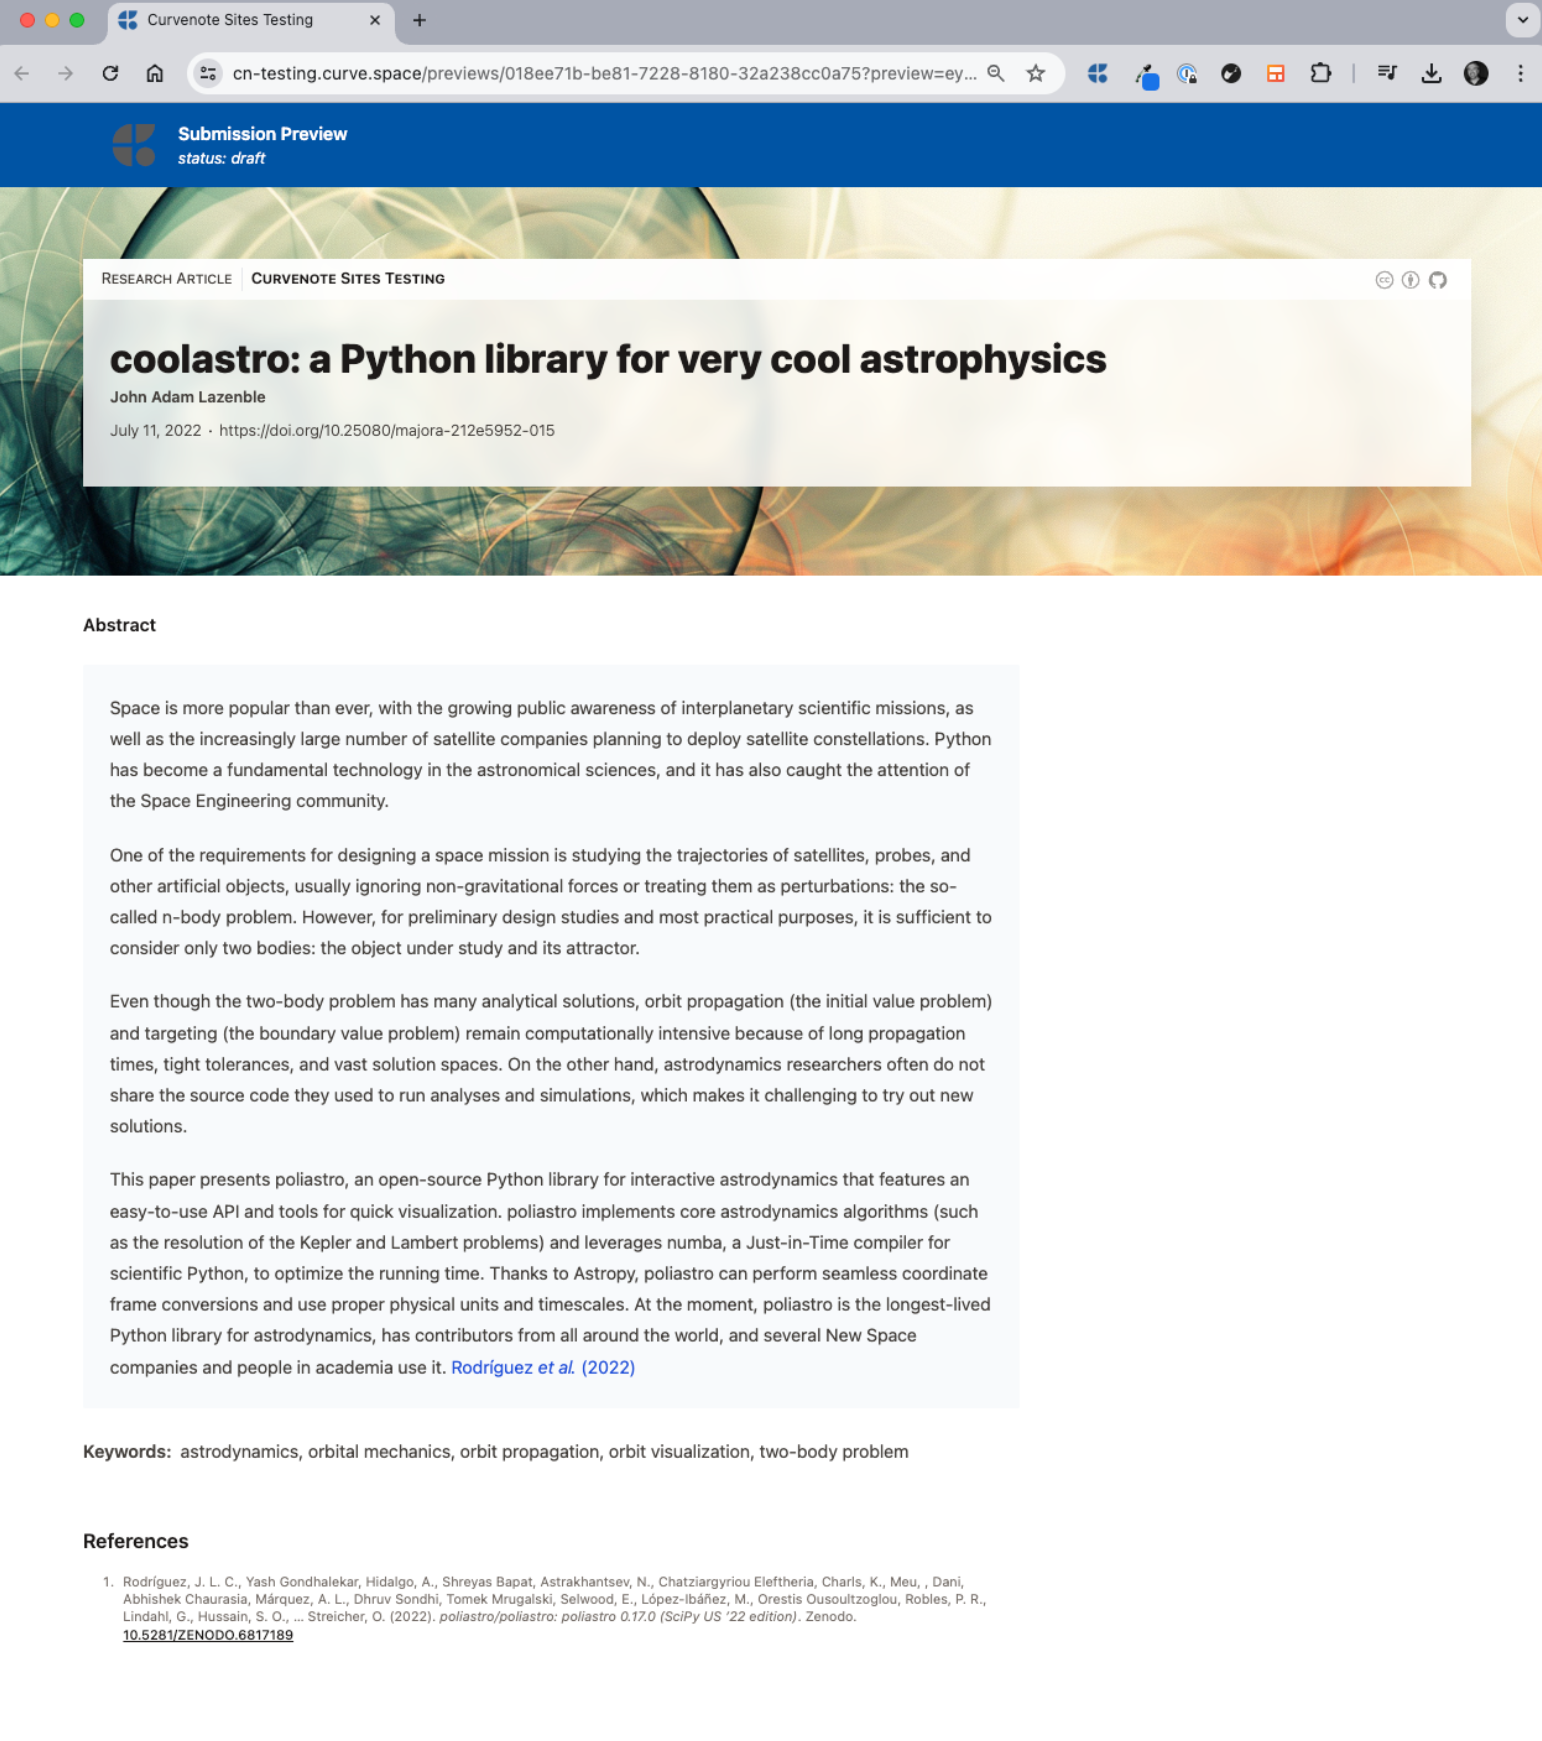 Curvenote Sites Testing
cn-testing.curve.space/previews/018ee71b-be81-7228-8180-32a238cc0a75?preview=ey...
Submission Preview
status: draft
RESEARCH ARTICLE CURVENOTE SITES TESTING
coolastro: a Python library for very cool astrophysics
John Adam Lazenble
July 11, 2022 · https://doi.org/10.25080/majora-212e5952-015
Abstract
Space is more popular than ever, with the growing public awareness of interplanetary scientific missions, as
well as the increasingly large number of satellite companies planning to deploy satellite constellations. Python
has become a fundamental technology in the astronomical sciences, and it has also caught the attention of
the Space Engineering community.
One of the requirements for designing a space mission is studying the trajectories of satellites, probes, and
other artificial objects, usually ignoring non-gravitational forces or treating them as perturbations: the so-
called n-body problem. However, for preliminary design studies and most practical purposes, it is sufficient to
consider only two bodies: the object under study and its attractor.
Even though the two-body problem has many analytical solutions, orbit propagation (the initial value problem)
and targeting (the boundary value problem) remain computationally intensive because of long propagation
times, tight tolerances, and vast solution spaces. On the other hand, astrodynamics researchers often do not
share the source code they used to run analyses and simulations, which makes it challenging to try out new
solutions.
This paper presents poliastro, an open-source Python library for interactive astrodynamics that features an
easy-to-use API and tools for quick visualization. poliastro implements core astrodynamics algorithms (such
as the resolution of the Kepler and Lambert problems) and leverages numba, a Just-in-Time compiler for
scientific Python, to optimize the running time. Thanks to Astropy, poliastro can perform seamless coordinate
frame conversions and use proper physical units and timescales. At the moment, poliastro is the longest-lived
Python library for astrodynamics, has contributors from all around the world, and several New Space
companies and people in academia use it. Rodríguez et al. (2022)
Keywords: astrodynamics, orbital mechanics, orbit propagation, orbit visualization, two-body problem
References
1. Rodríguez, J. L. C., Yash Gondhalekar, Hidalgo, A., Shreyas Bapat, Astrakhantsev, N., Chatziargyriou Eleftheria, Charls, K., Meu, , Dani,
Abhishek Chaurasia, Márquez, A. L., Dhruv Sondhi, Tomek Mrugalski, Selwood, E., López-Ibáñez, M., Orestis Ousoultzoglou, Robles, P. R.,
Lindahl, G., Hussain, S. O., ... Streicher, O. (2022). poliastro/poliastro: poliastro 0.17.0 (SciPy US '22 edition). Zenodo.
10.5281/ZENODO.6817189